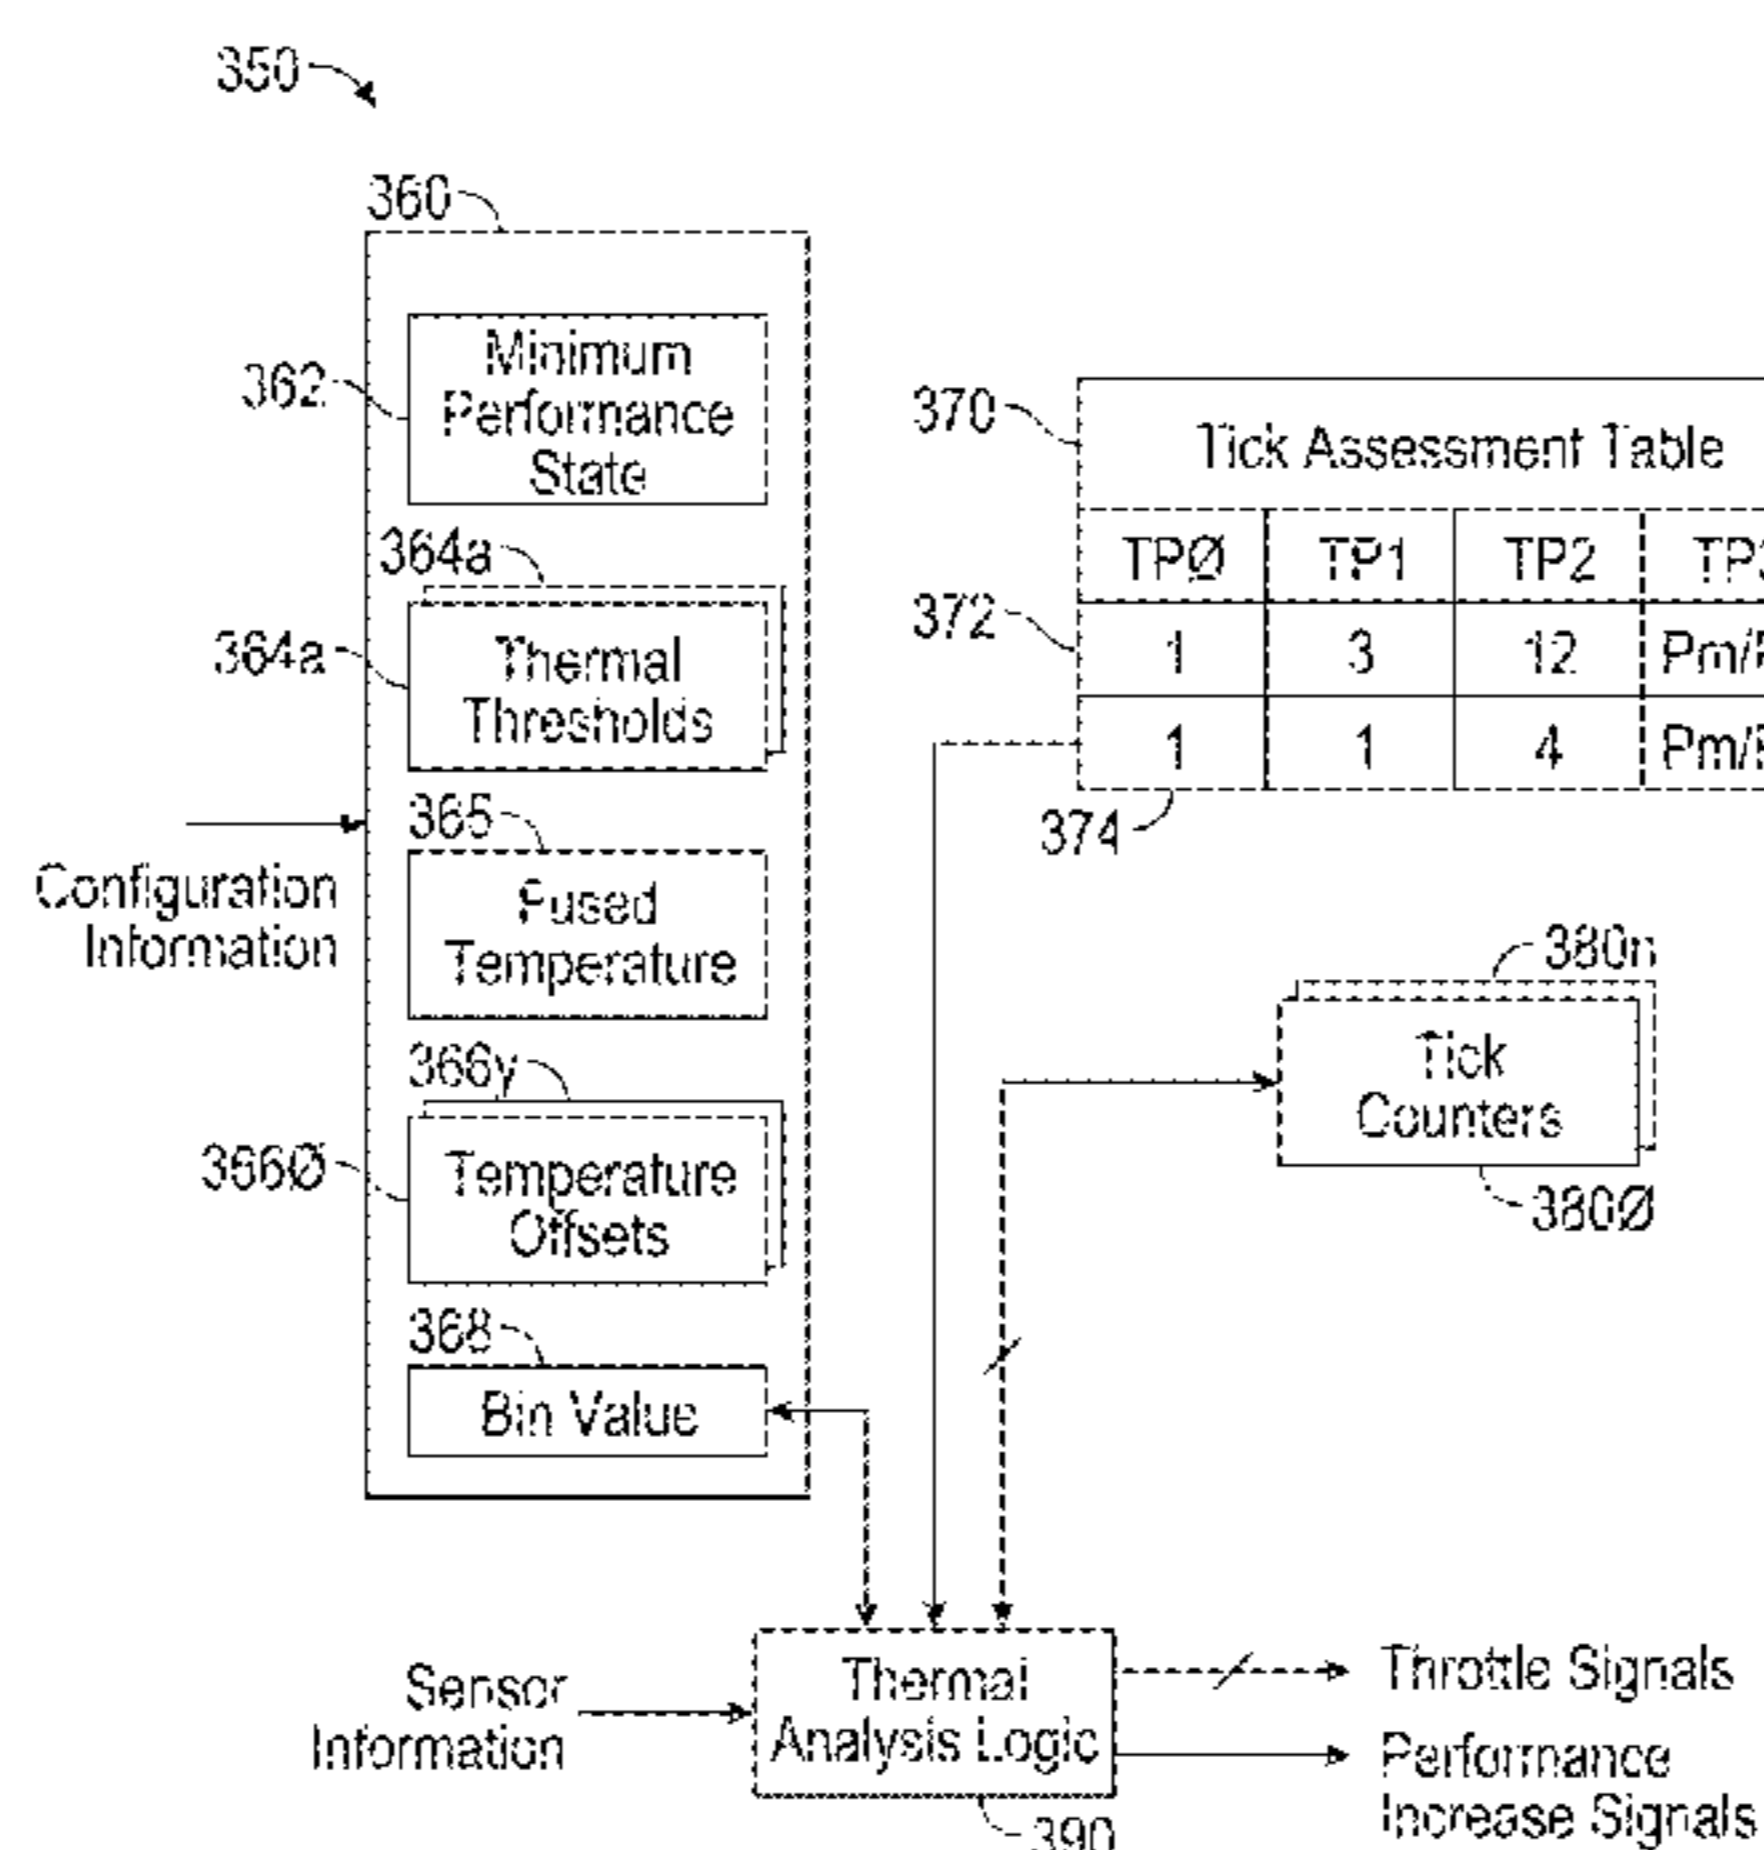 350
360
Minimum
Performance
State
362
364a
364a
Thermal
Thresholds
365
Configuration
Information
Fused
Temperature
366y
366Ø
Temperature
Offsets
368
Bin Value
370
Tick Assessment Table
TPØ TP1 TP2
372
1 3 12
1 1 4
374
380n
Tick
Counters
380Ø
Sensor
Information
Thermal
Analysis Logic
390
Throttle Signals
Performance
Increase Signals